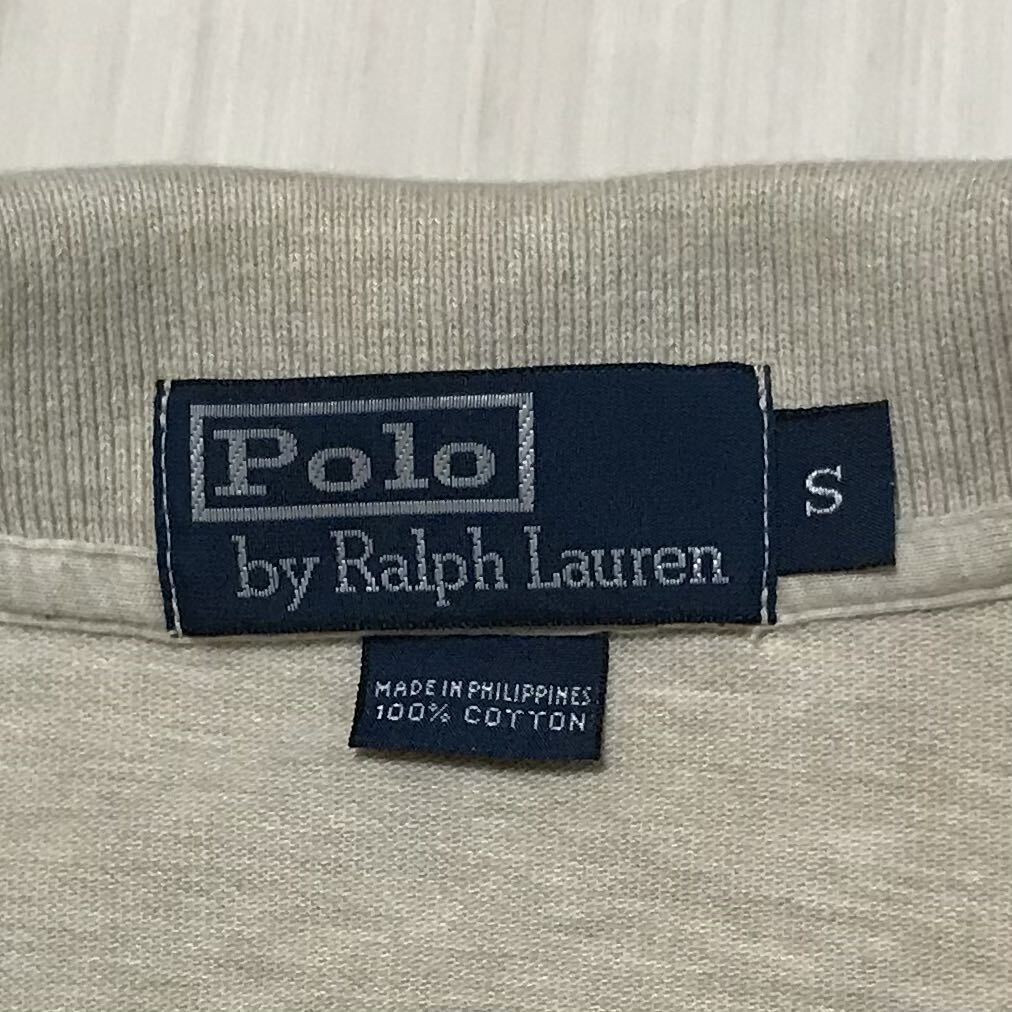 Polo
by Ralph Lauren
S
MADE IN PHILIPPINES
100% COTTON